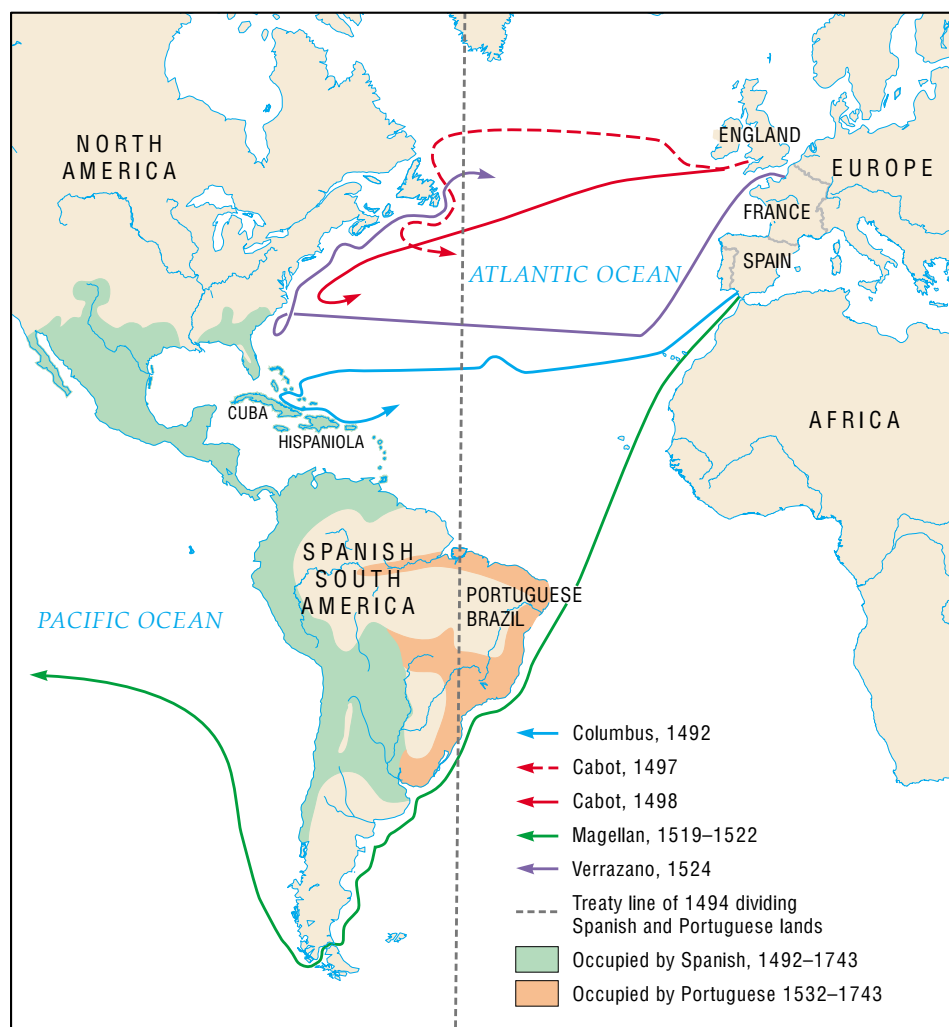 NORTH
AMERICA
ENGLAND
EUROPE
FRANCE
SPAIN
ATLANTIC OCEAN
CUBA
HISPANIOLA
AFRICA
SPANISH
SOUTH
AMERICA
PORTUGUESE
BRAZIL
PACIFIC OCEAN
Columbus, 1492
Cabot, 1497
Cabot, 1498
Magellan, 1519–1522
Verrazano, 1524
Treaty line of 1494 dividing
Spanish and Portuguese lands
Occupied by Spanish, 1492–1743
Occupied by Portuguese 1532–1743